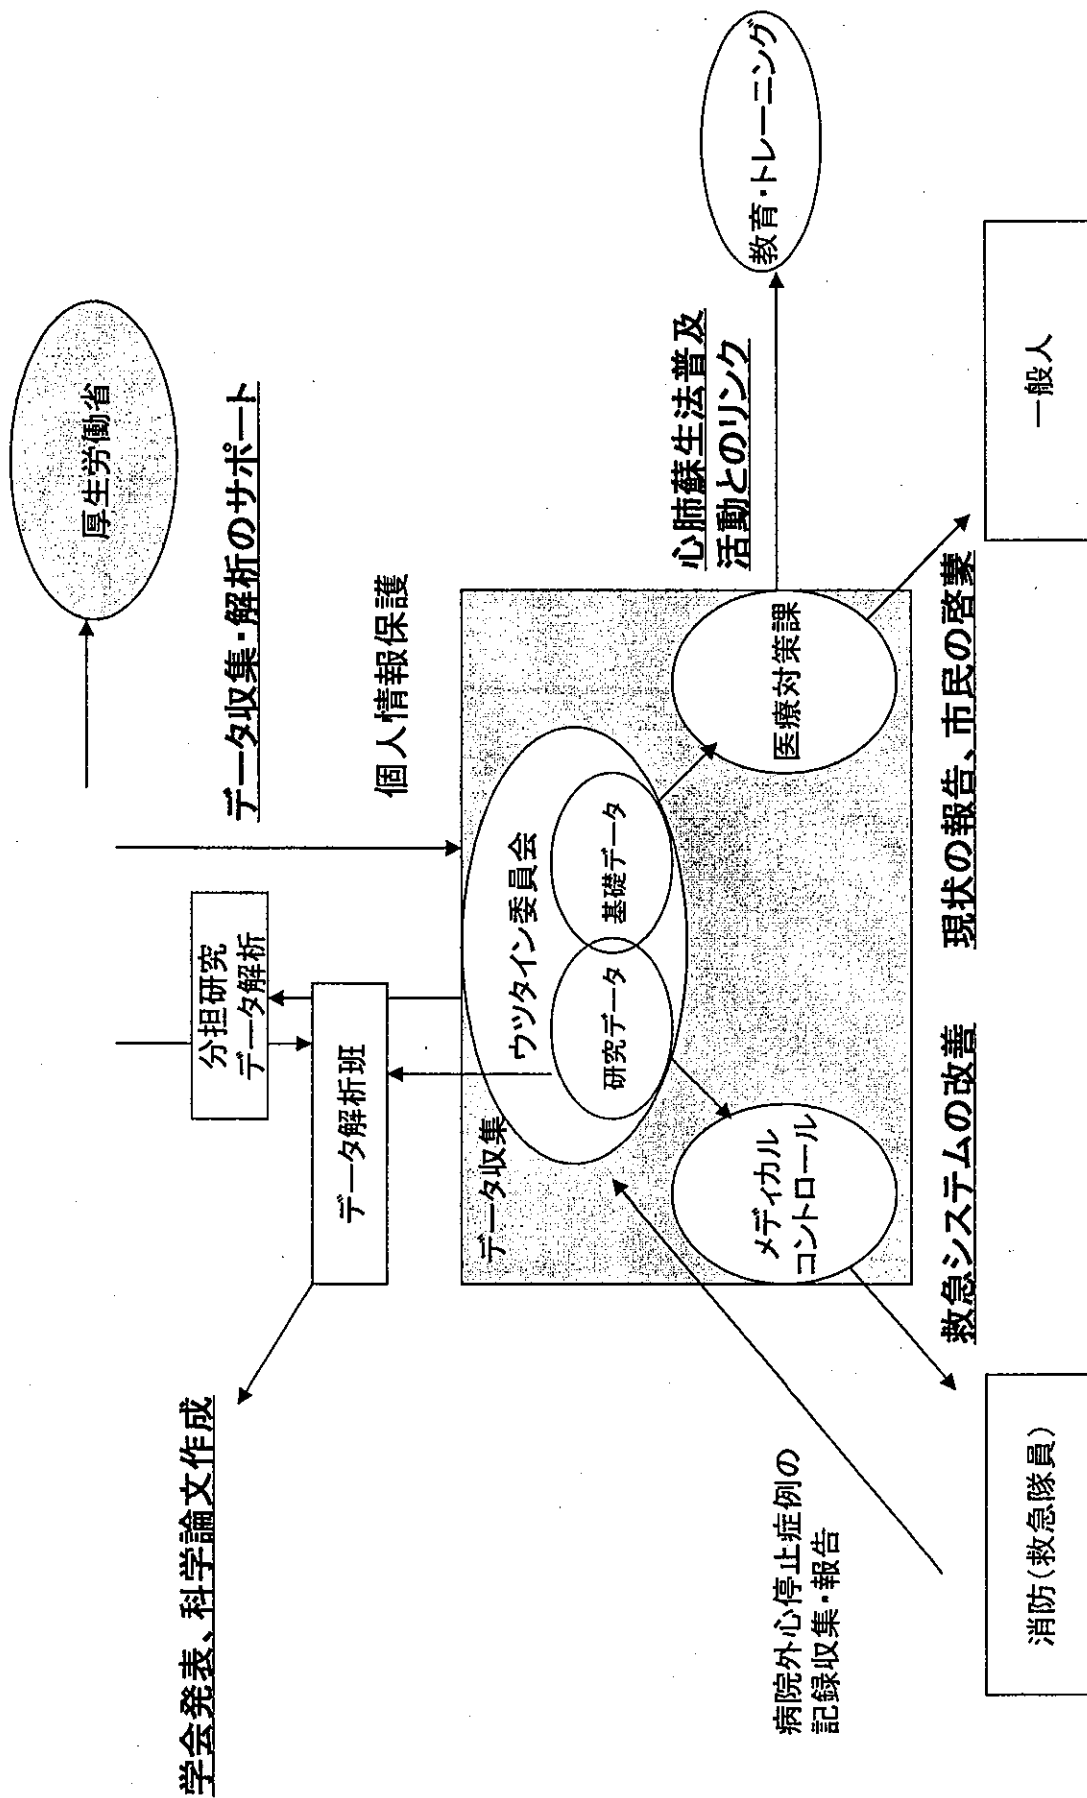 厚生労働省
学会発表、科学論文作成
分担研究
データ解析
データ収集・解析のサポート
データ解析班
個人情報保護
データ収集
ウツタイン委員会
研究データ
基礎データ
心肺蘇生法普及
活動とのリンク
教育・トレーニング
メディカル
コントロール
医療対策課
病院外心停止症例の
記録収集・報告
救急システムの改善
現状の報告、市民の啓蒙
消防(救急隊員)
一般人